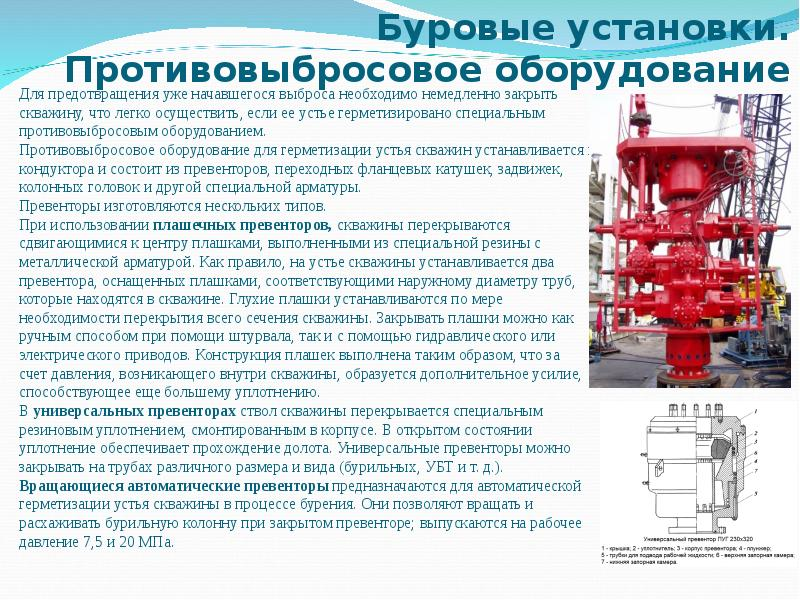 Буровые установки.
Противовыбросовое оборудование
Для предотвращения уже начавшегося выброса необходимо немедленно закрыть
скважину, что легко осуществить, если ее устье герметизировано специальным
противовыбросовым оборудованием.
Противовыбросовое оборудование для герметизации устья скважин устанавливается
кондуктора и состоит из превенторов, переходных фланцевых катушек, задвижек,
колонных головок и другой специальной арматуры.
Превенторы изготовляются нескольких типов.
При использовании плашечных превенторов, скважины перекрываются
сдвигающимися к центру плашками, выполненными из специальной резины с
металлической арматурой. Как правило, на устье скважины устанавливается два
превентора, оснащенных плашками, соответствующими наружному диаметру труб,
которые находятся в скважине. Глухие плашки устанавливаются по мере
необходимости перекрытия всего сечения скважины. Закрывать плашки можно как
ручным способом при помощи штурвала, так и с помощью гидравлического или
электрического приводов. Конструкция плашек выполнена таким образом, что за
счет давления, возникающего внутри скважины, образуется дополнительное усилие,
способствующее еще большему уплотнению.
В универсальных превенторах ствол скважины перекрывается специальным
резиновым уплотнением, смонтированным в корпусе. В открытом состоянии
уплотнение обеспечивает прохождение долота. Универсальные превенторы можно
закрывать на трубах различного размера и вида (бурильных, УБТ и т. д.).
Вращающиеся автоматические превенторы предназначаются для автоматической
герметизации устья скважины в процессе бурения. Они позволяют вращать и
расхаживать бурильную колонну при закрытом превенторе; выпускаются на рабочее
давление 7,5 и 20 МПа.
1
2
3
6
4
7
5
Универсальный превентор ПУГ 230х320
1 - крышка; 2 - уплотнитель; 3 - корпус превентора; 4 - плунжер;
5 - трубки для подвода рабочей жидкости; 6 - верхняя запорная камера;
7 - нижняя запорная камера.